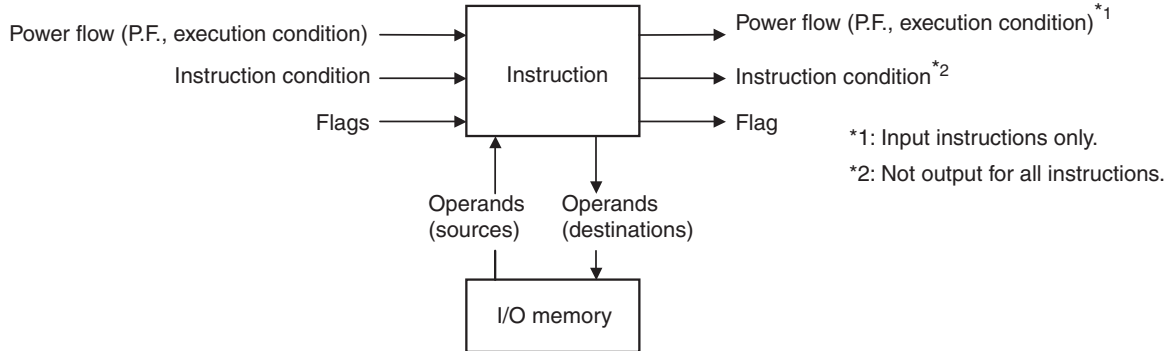 Power flow (P.F., execution condition)
Instruction condition
Flags
Instruction
Power flow (P.F., execution condition)*1
Instruction condition*2
Flag
*1: Input instructions only.
*2: Not output for all instructions.
Operands
(sources)
Operands
(destinations)
I/O memory